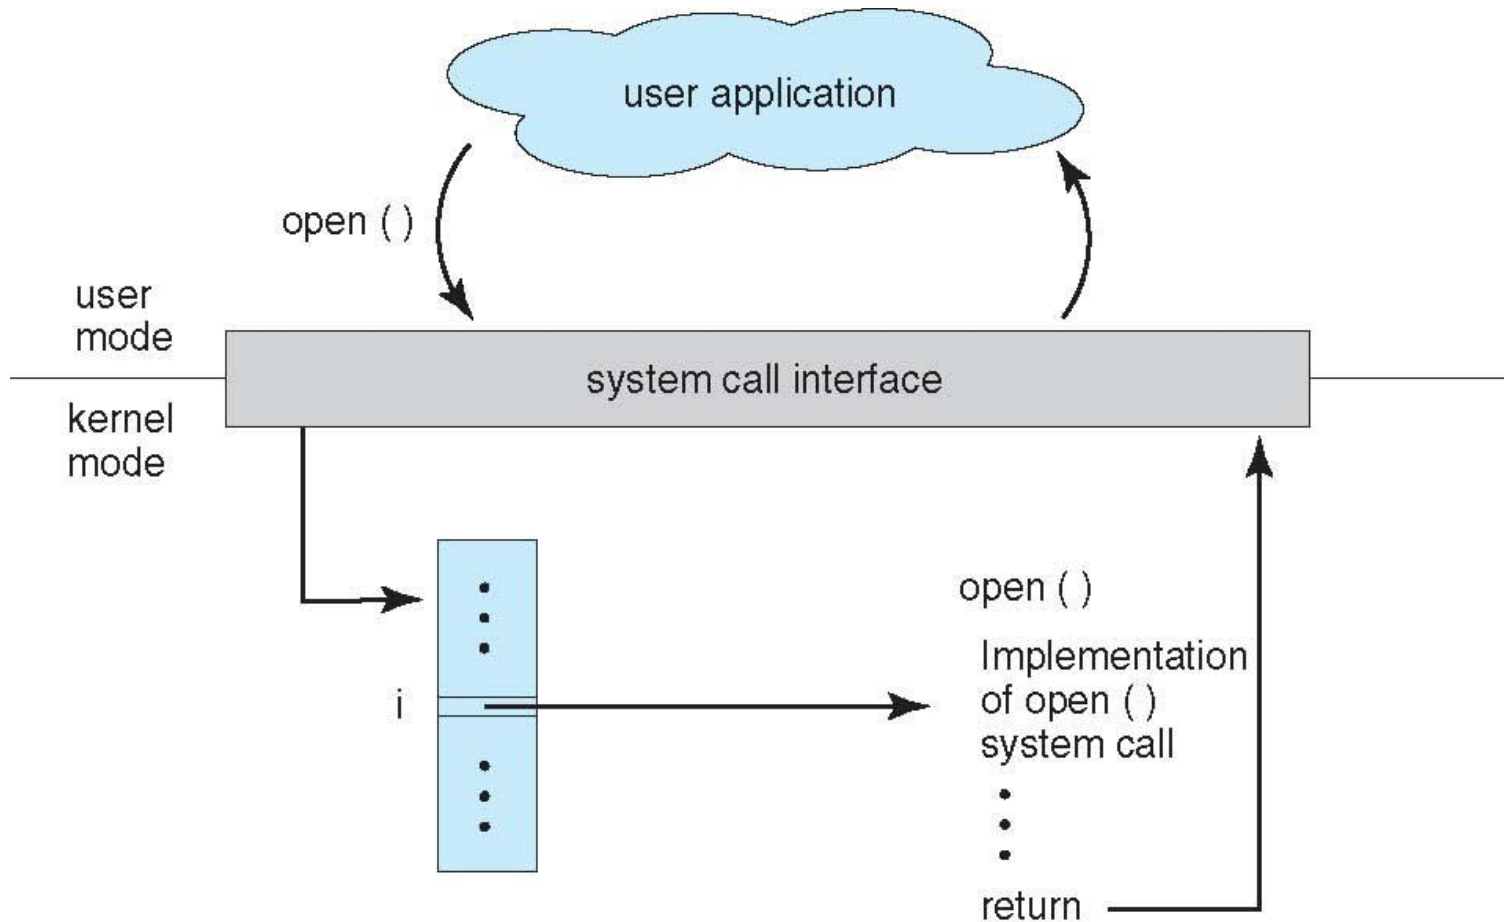 user application
open ( )
user
mode
system call interface
kernel
mode
open ( )
Implementation
of open ( )
system call
i
return